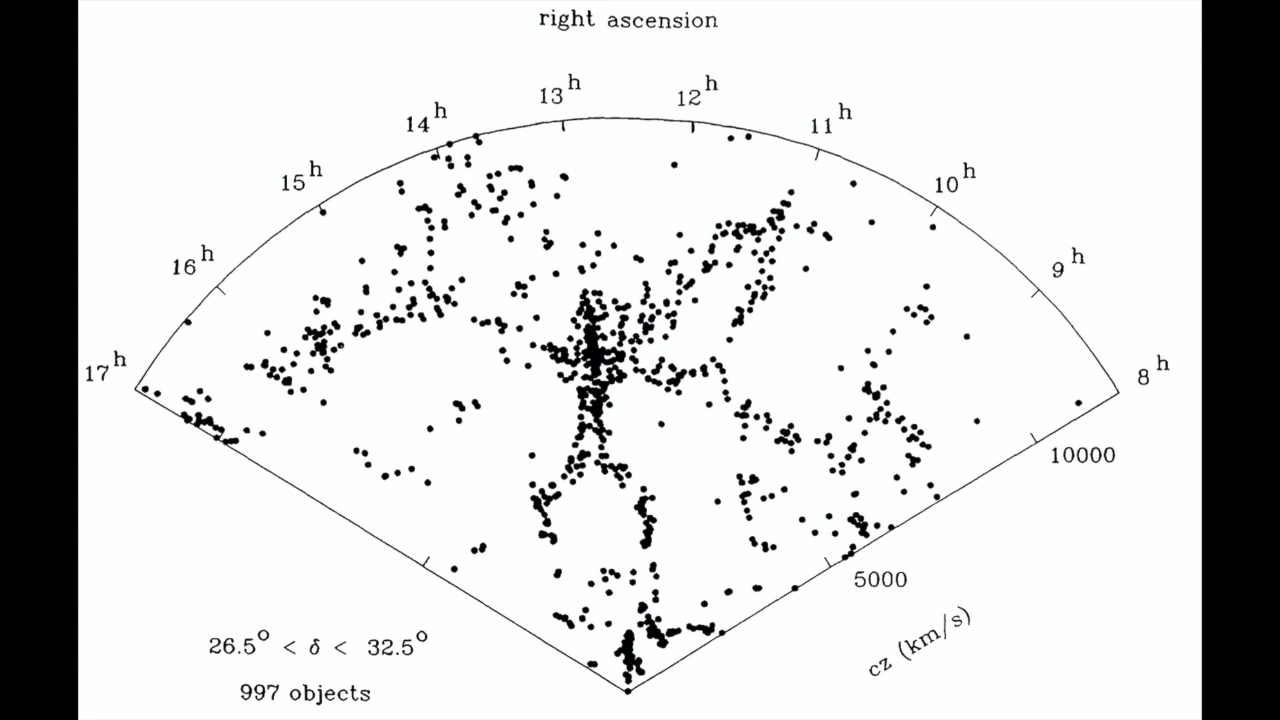 right ascension
13ʰ
12ʰ
14ʰ
11ʰ
15ʰ
10ʰ
16ʰ
9ʰ
17ʰ
8ʰ
10000
5000
cz (km/s)
26.5° < δ < 32.5°
997 objects